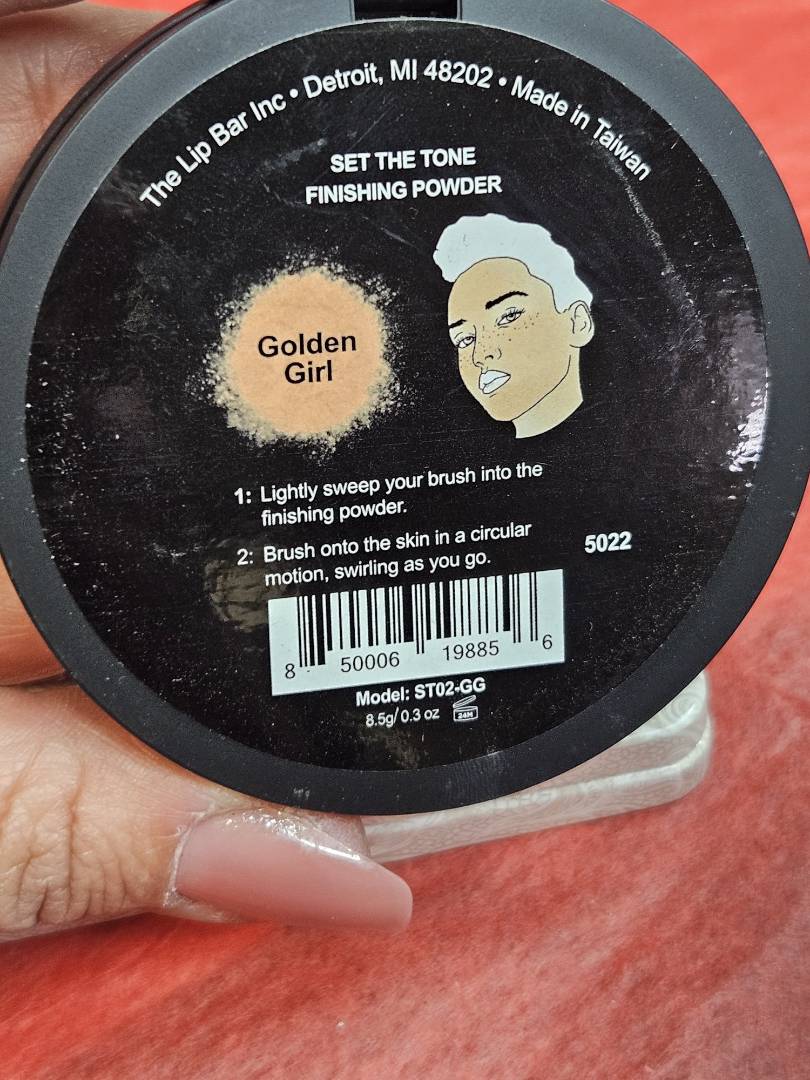 The Lip Bar Inc • Detroit, MI 48202 • Made in Taiwan
SET THE TONE
FINISHING POWDER
Golden
Girl
1: Lightly sweep your brush into the
finishing powder.
2: Brush onto the skin in a circular
motion, swirling as you go.
5022
8 50006 19885 6
Model: ST02-GG
8.5g/0.3 oz 24M